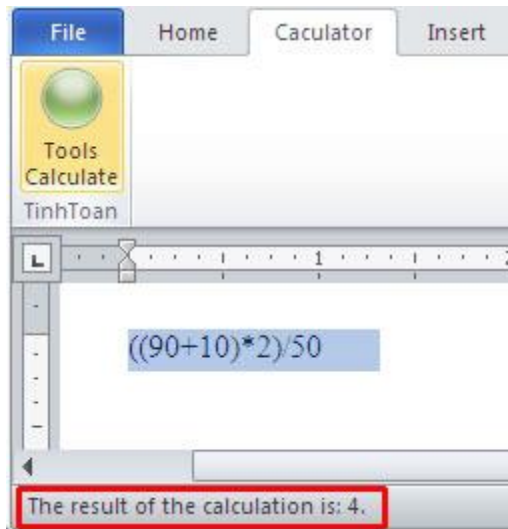 File Home Caculator Insert
Tools
Calculate
TinhToan
L 1
((90+10)*2)/50
The result of the calculation is: 4.